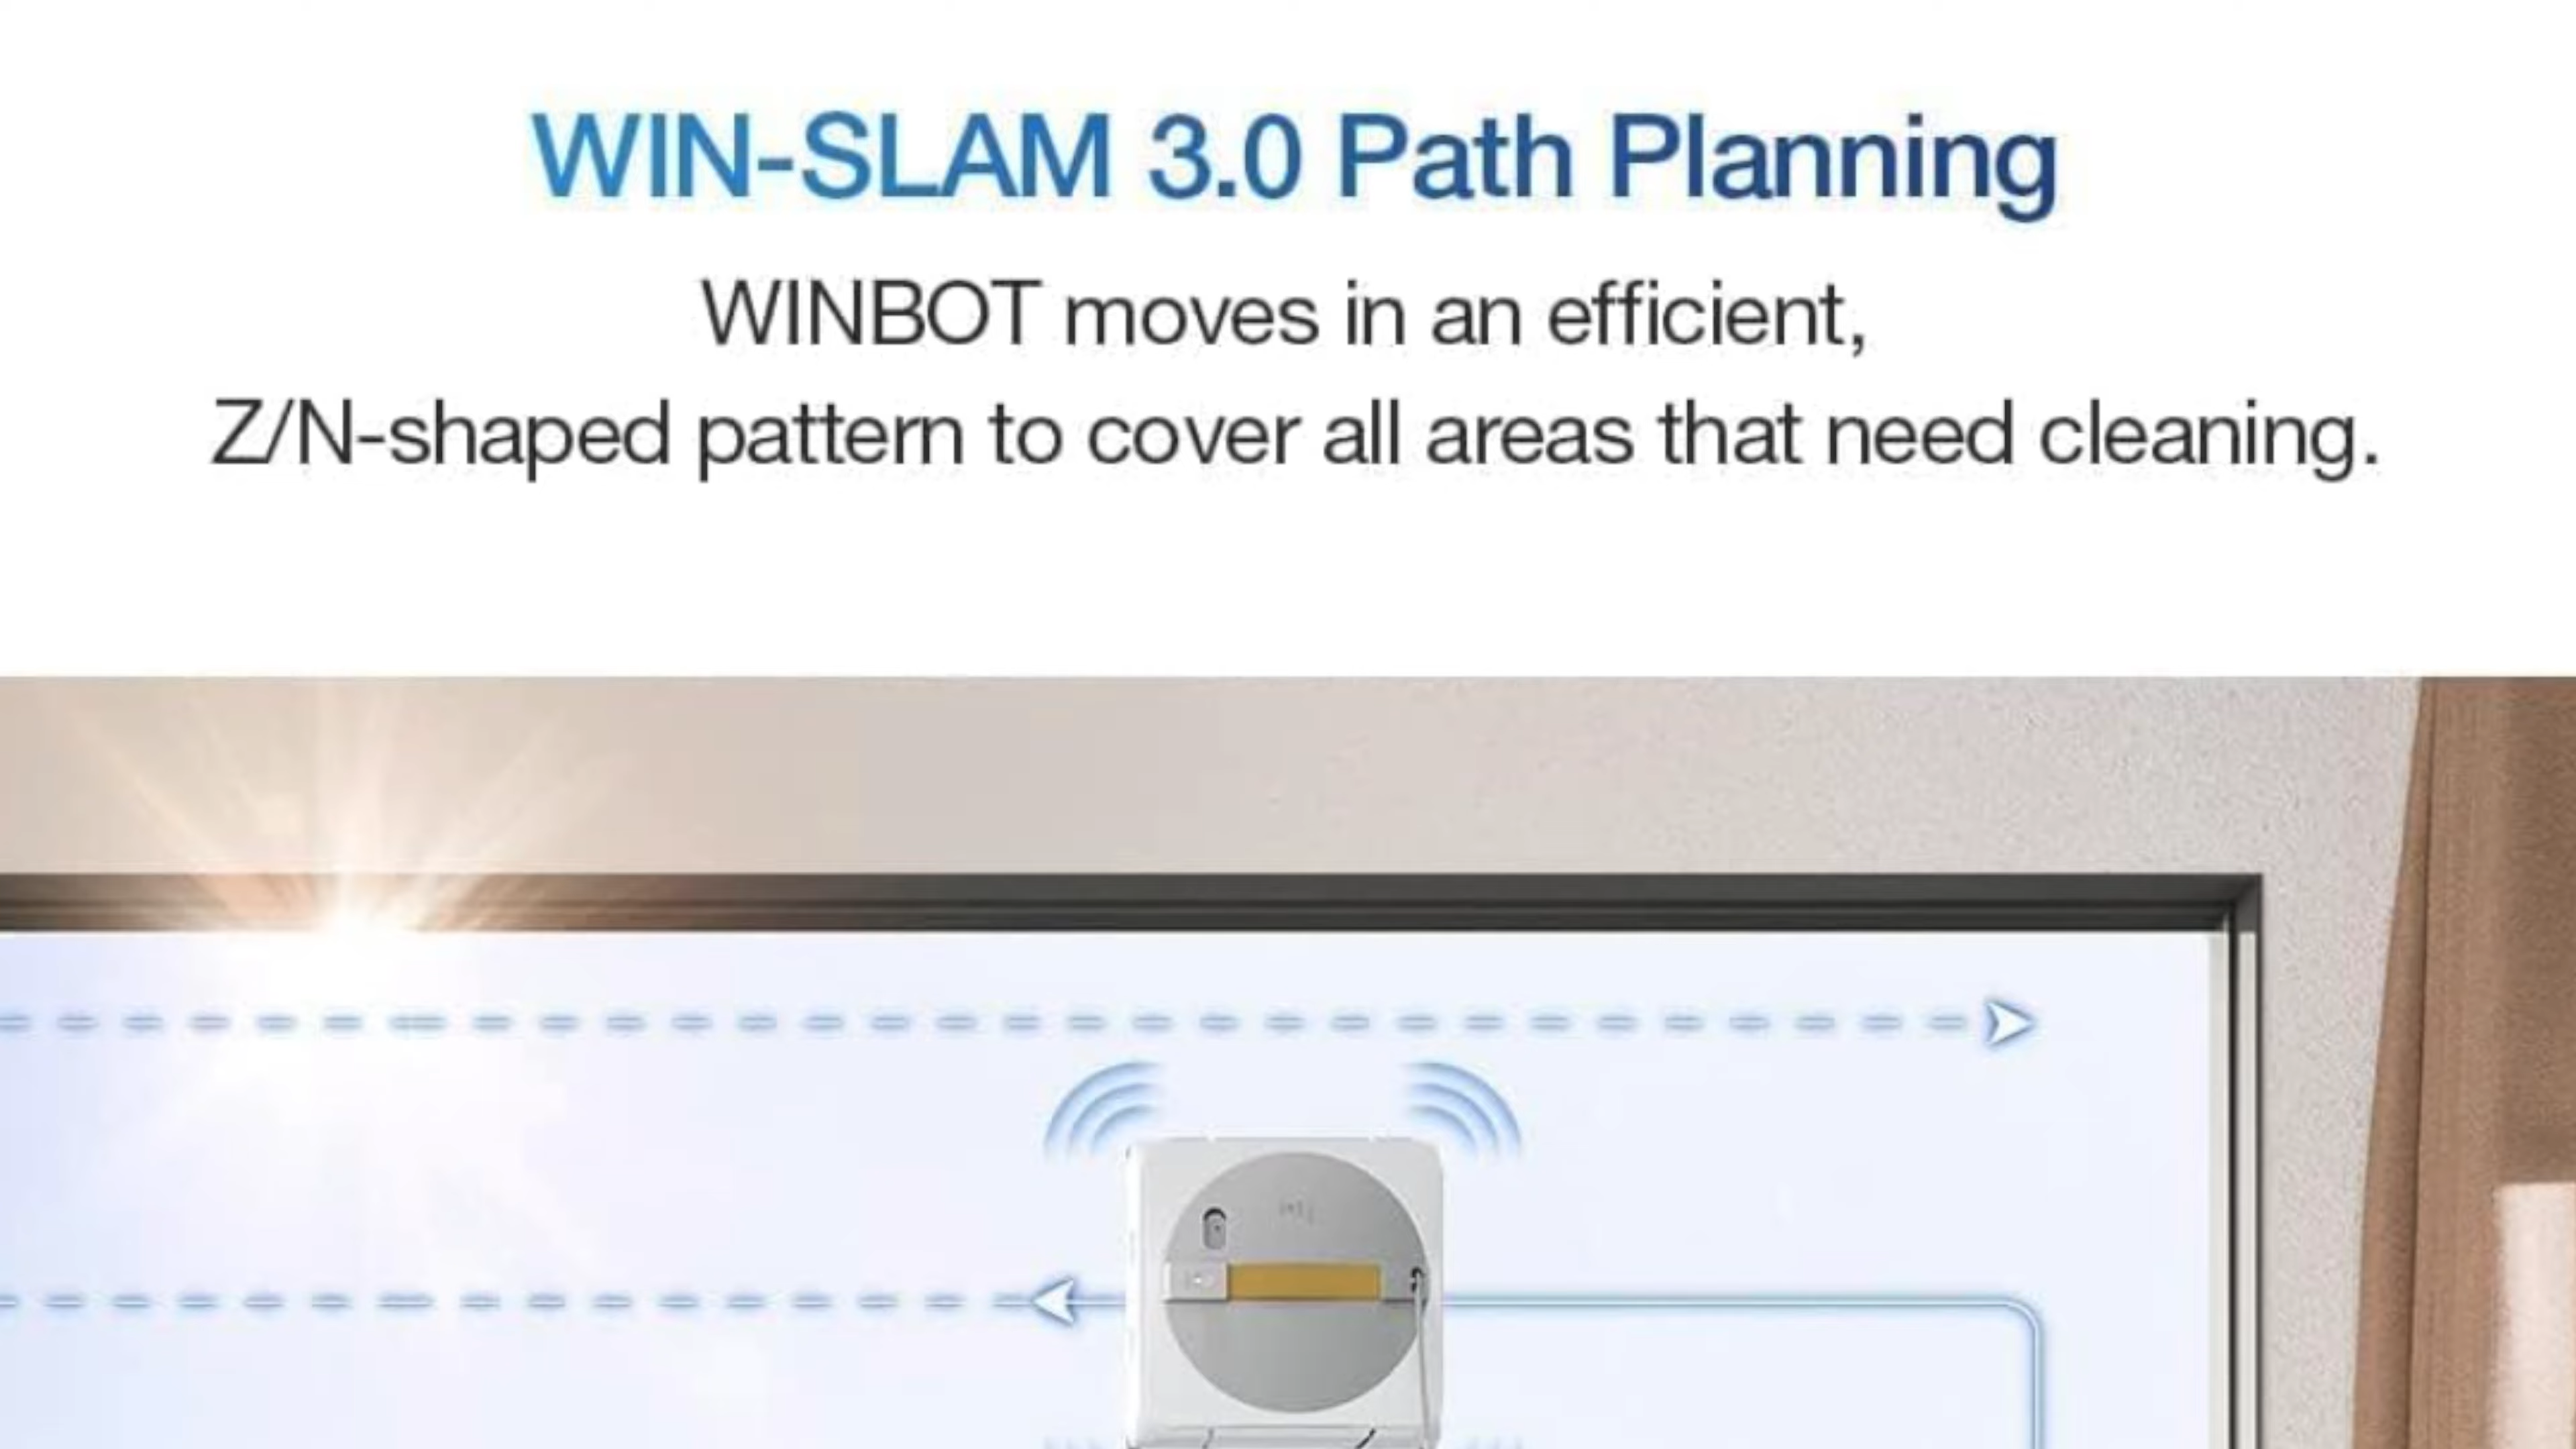 WIN-SLAM 3.0 Path Planning
WINBOT moves in an efficient,
Z/N-shaped pattern to cover all areas that need cleaning.